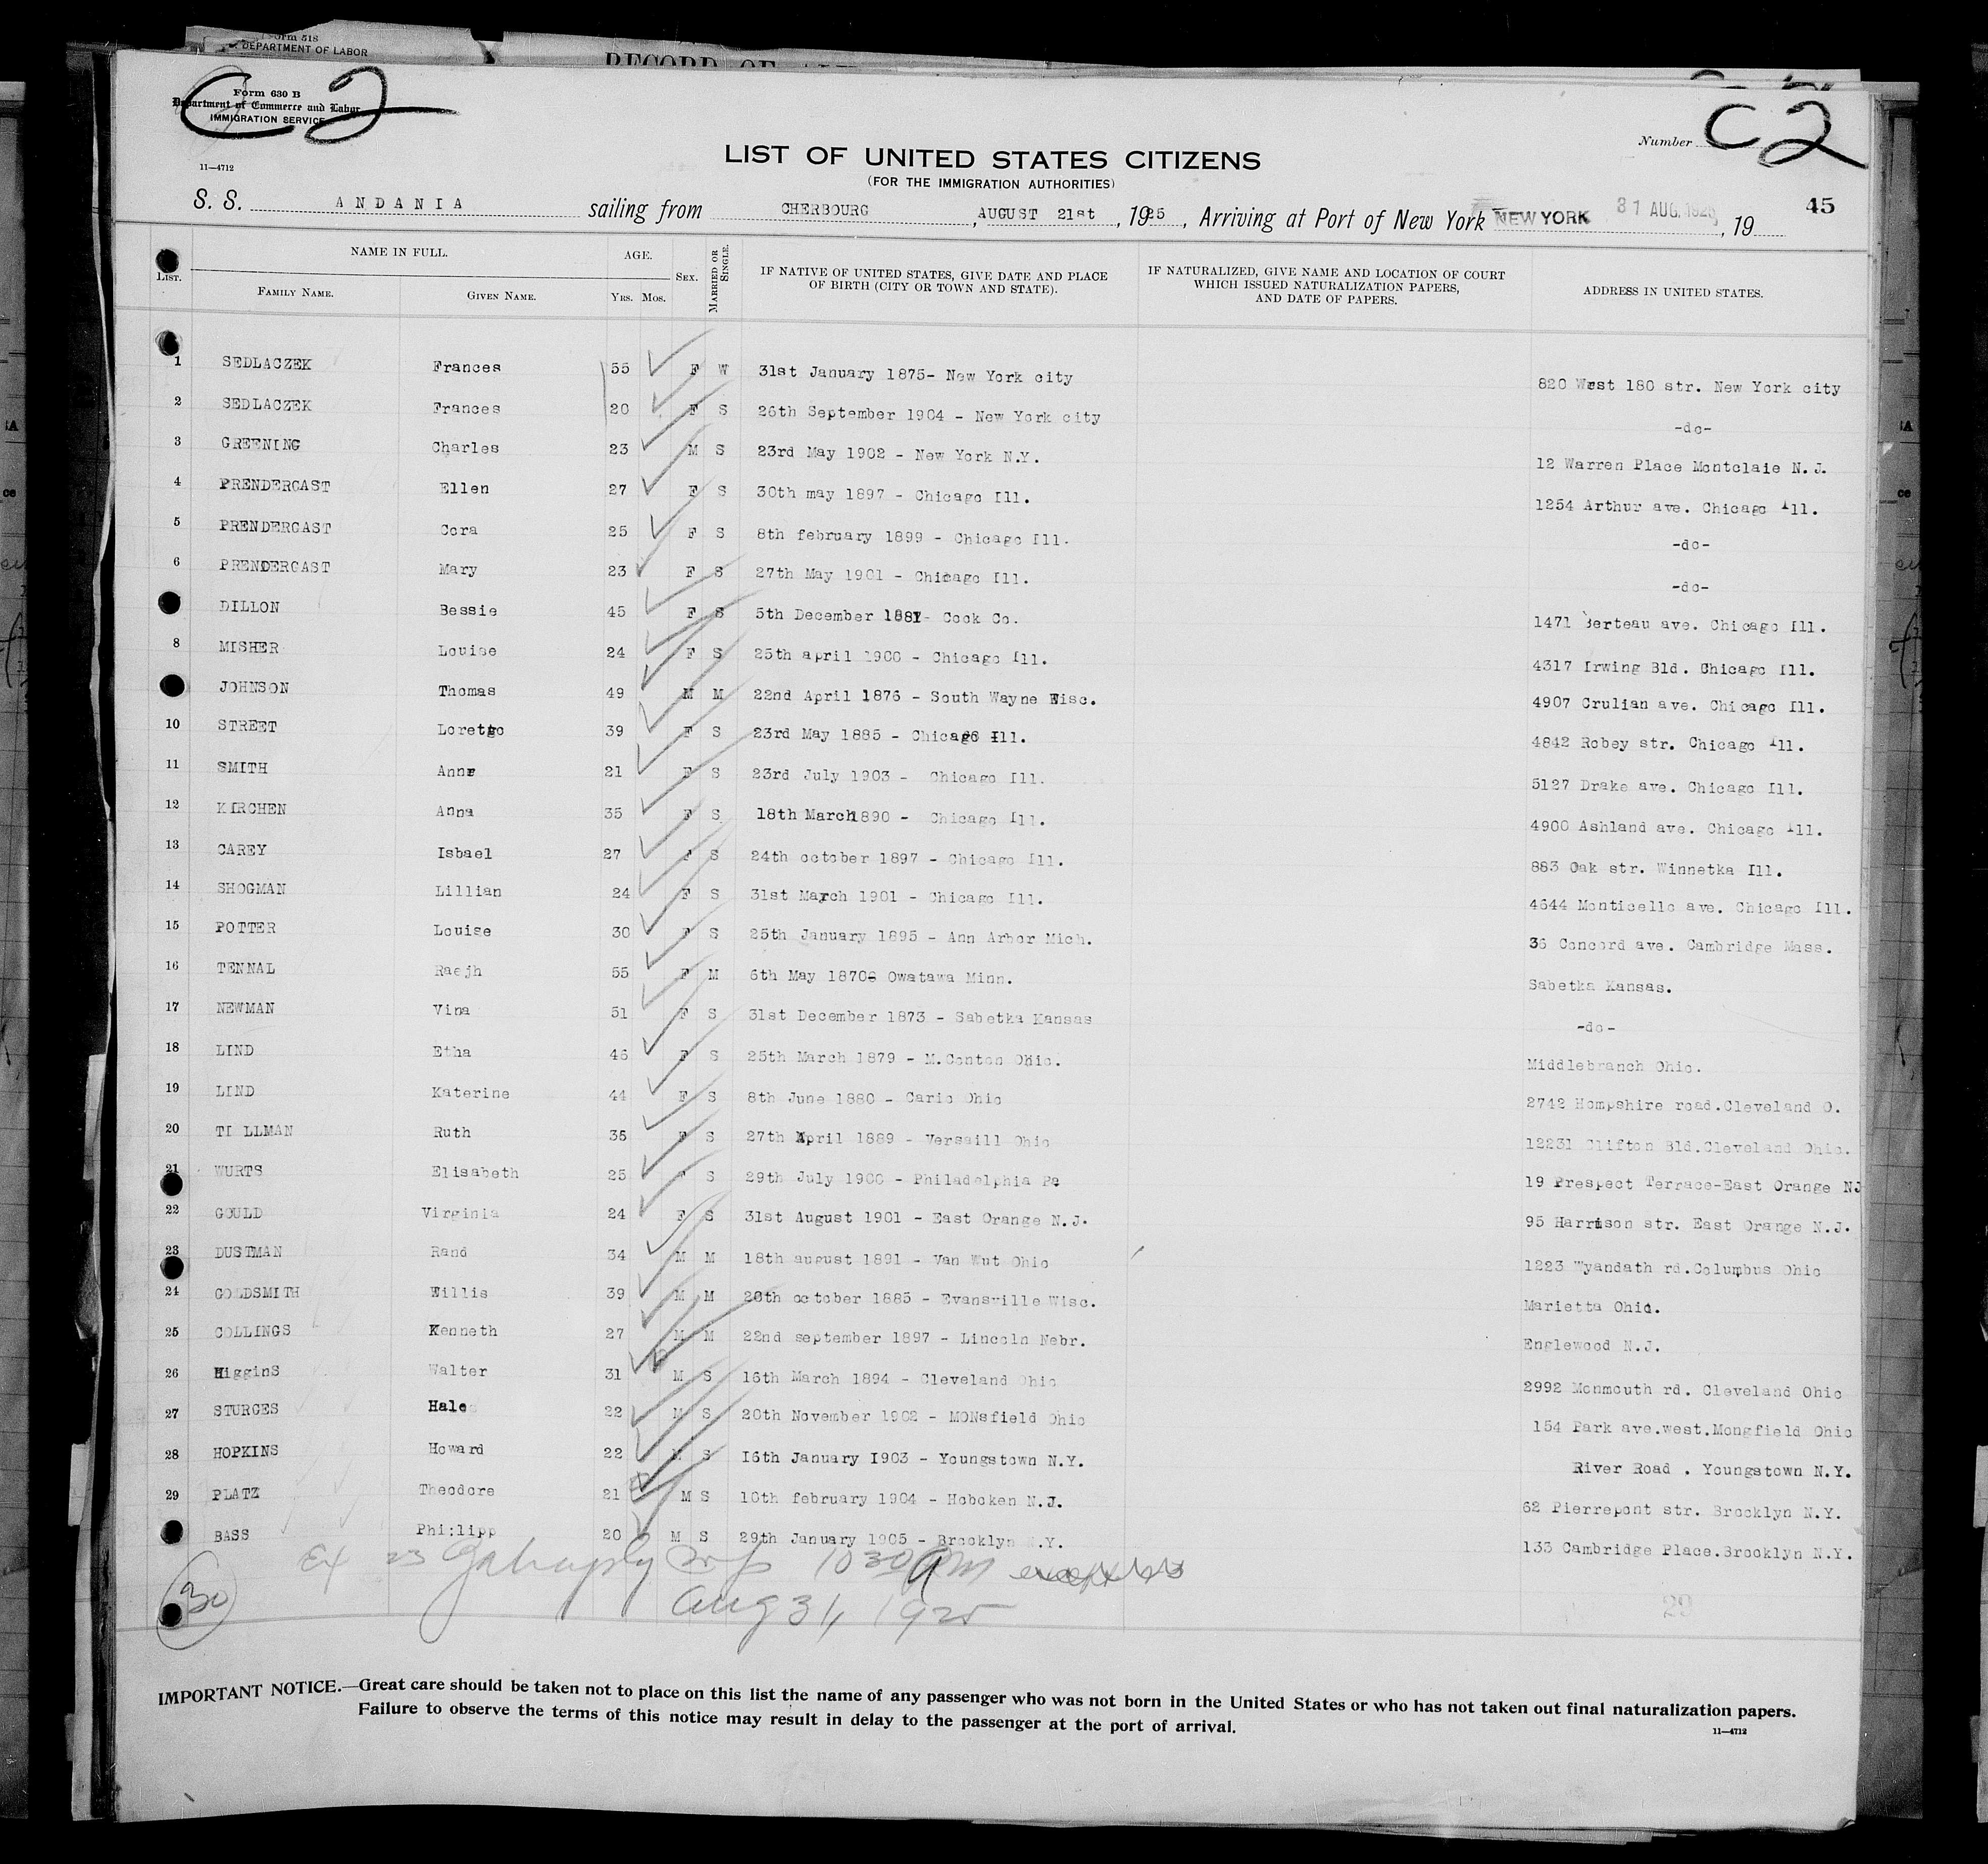 Form 518
DEPARTMENT OF LABOR
RECORD OF
C2
Form 630 B
Department of Commerce and Labor
IMMIGRATION SERVICE
11—4712
Number C2
LIST OF UNITED STATES CITIZENS
(FOR THE IMMIGRATION AUTHORITIES)
45
S. S. ANDANIA sailing from CHERBOURG, AUGUST 21st, 1925, Arriving at Port of New York NEW YORK 31 AUG. 1925, 19
LIST. NAME IN FULL. AGE. SEX. MARRIED OR SINGLE. IF NATIVE OF UNITED STATES, GIVE DATE AND PLACE OF BIRTH (CITY OR TOWN AND STATE). IF NATURALIZED, GIVE NAME AND LOCATION OF COURT WHICH ISSUED NATURALIZATION PAPERS, AND DATE OF PAPERS. ADDRESS IN UNITED STATES.
FAMILY NAME. GIVEN NAME. YRS. MOS.
1 SEDLACZEK Frances 55 F W 31st January 1875- New York city 820 West 180 str. New York city
2 SEDLACZEK Frances 20 F S 26th September 1904 - New York city -do-
3 GREENING Charles 23 M S 23rd May 1902 - New York N.Y. 12 Warren Place Montclaie N.J.
4 PRENDERCAST Ellen 27 F S 30th may 1897 - Chicago Ill. 1254 Arthur ave. Chicago Ill.
5 PRENDERCAST Cora 25 F S 8th february 1899 - Chicago Ill. -do-
6 PRENDERCAST Mary 23 F S 27th May 1901 - Chicago Ill. -do-
DILLON Bessie 45 F S 5th December 1881- Cook Co. 1471 Berteau ave. Chicago Ill.
8 MISHER Louise 24 F S 25th april 1900 - Chicago Ill. 4317 Irwing Bld. Chicago Ill.
JOHNSON Thomas 49 M M 22nd April 1876 - South Wayne Wisc. 4907 Crulian ave. Chicago Ill.
10 STREET Loretto 39 F S 23rd May 1885 - Chicago Ill. 4842 Robey str. Chicago Ill.
11 SMITH Anne 21 F S 23rd July 1903 - Chicago Ill. 5127 Drake ave. Chicago Ill.
12 KIRCHEN Anna 35 F S 18th March1890 - Chicago Ill. 4900 Ashland ave. Chicago Ill.
13 CAREY Isbael 27 F S 24th october 1897 - Chicago Ill. 883 Oak str. Winnetka Ill.
14 SHOGMAN Lillian 24 F S 31st March 1901 - Chicago Ill. 4644 Monticello ave. Chicago Ill.
15 POTTER Louise 30 F S 25th January 1895 - Ann Arbor Mich. 36 Concord ave. Cambridge Mass.
16 TENNAL Raejh 55 F M 6th May 1870- Owatawa Minn. Sabetka Kansas.
17 NEWMAN Vina 51 F S 31st December 1873 - Sabetka Kansas -do-
18 LIND Etha 46 F S 25th March 1879 - M.Conton Ohio. Middlebranch Ohio.
19 LIND Katerine 44 F S 8th June 1880 - Cario Ohio 2742 Hompshire road.Cleveland O.
20 TILLMAN Ruth 36 F S 27th April 1889 - Versaill Ohio 12231 Clifton Bld.Cleveland Ohio.
21 WURTS Elisabeth 25 F S 29th July 1900 - Philadelphia Pa 19 Prespect Terrace-East Orange NJ
22 GOULD Virginia 24 F S 31st August 1901 - East Orange N.J. 95 Harrison str. East Orange N.J.
23 DUSTMAN Rand 34 M M 18th august 1891 - Van Wut Ohio 1223 Wyandath rd.Columbus Ohio
24 GOLDSMITH Willis 39 M M 20th october 1885 - Evansville Wisc. Marietta Ohio.
25 COLLINGS Kenneth 27 M M 22nd september 1897 - Lincoln Nebr. Englewood N.J.
26 HigginS Walter 31 M S 16th March 1894 - Cleveland Ohio 2992 Monmouth rd. Cleveland Ohio
27 STURGES Hale 22 M S 20th November 1902 - MONsfield Ohio 154 Park ave.west.Mongfield Ohio
28 HOPKINS Howard 22 M S 16th January 1903 - Youngstown N.Y. River Road . Youngstown N.Y.
29 PLATZ Theodore 21 M S 10th february 1904 - Hoboken N.J. 62 Pierrepont str. Brooklyn N.Y.
BASS Philipp 20 M S 29th January 1905 - Brooklyn N.Y. 133 Cambridge Place.Brooklyn N.Y.
10 30 AM
30 Aug 31, 1925 29
IMPORTANT NOTICE.—Great care should be taken not to place on this list the name of any passenger who was not born in the United States or who has not taken out final naturalization papers.
Failure to observe the terms of this notice may result in delay to the passenger at the port of arrival.
11—4712